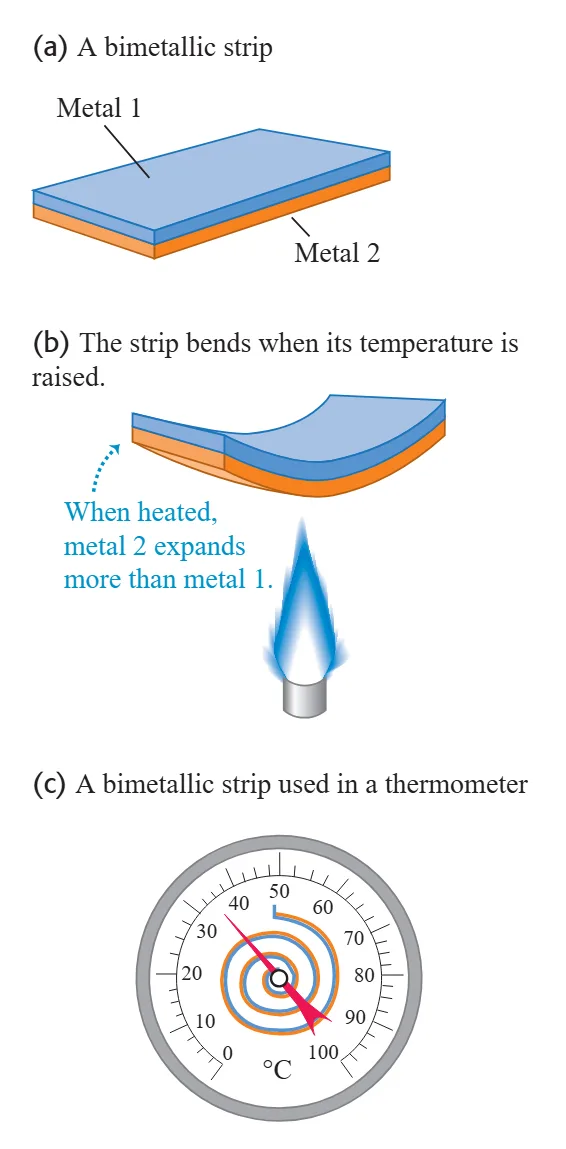 (a) A bimetallic strip
Metal 1
Metal 2
(b) The strip bends when its temperature is
raised.
When heated,
metal 2 expands
more than metal 1.
(c) A bimetallic strip used in a thermometer
50
40
60
30
70
20
80
10
90
0
100
°C